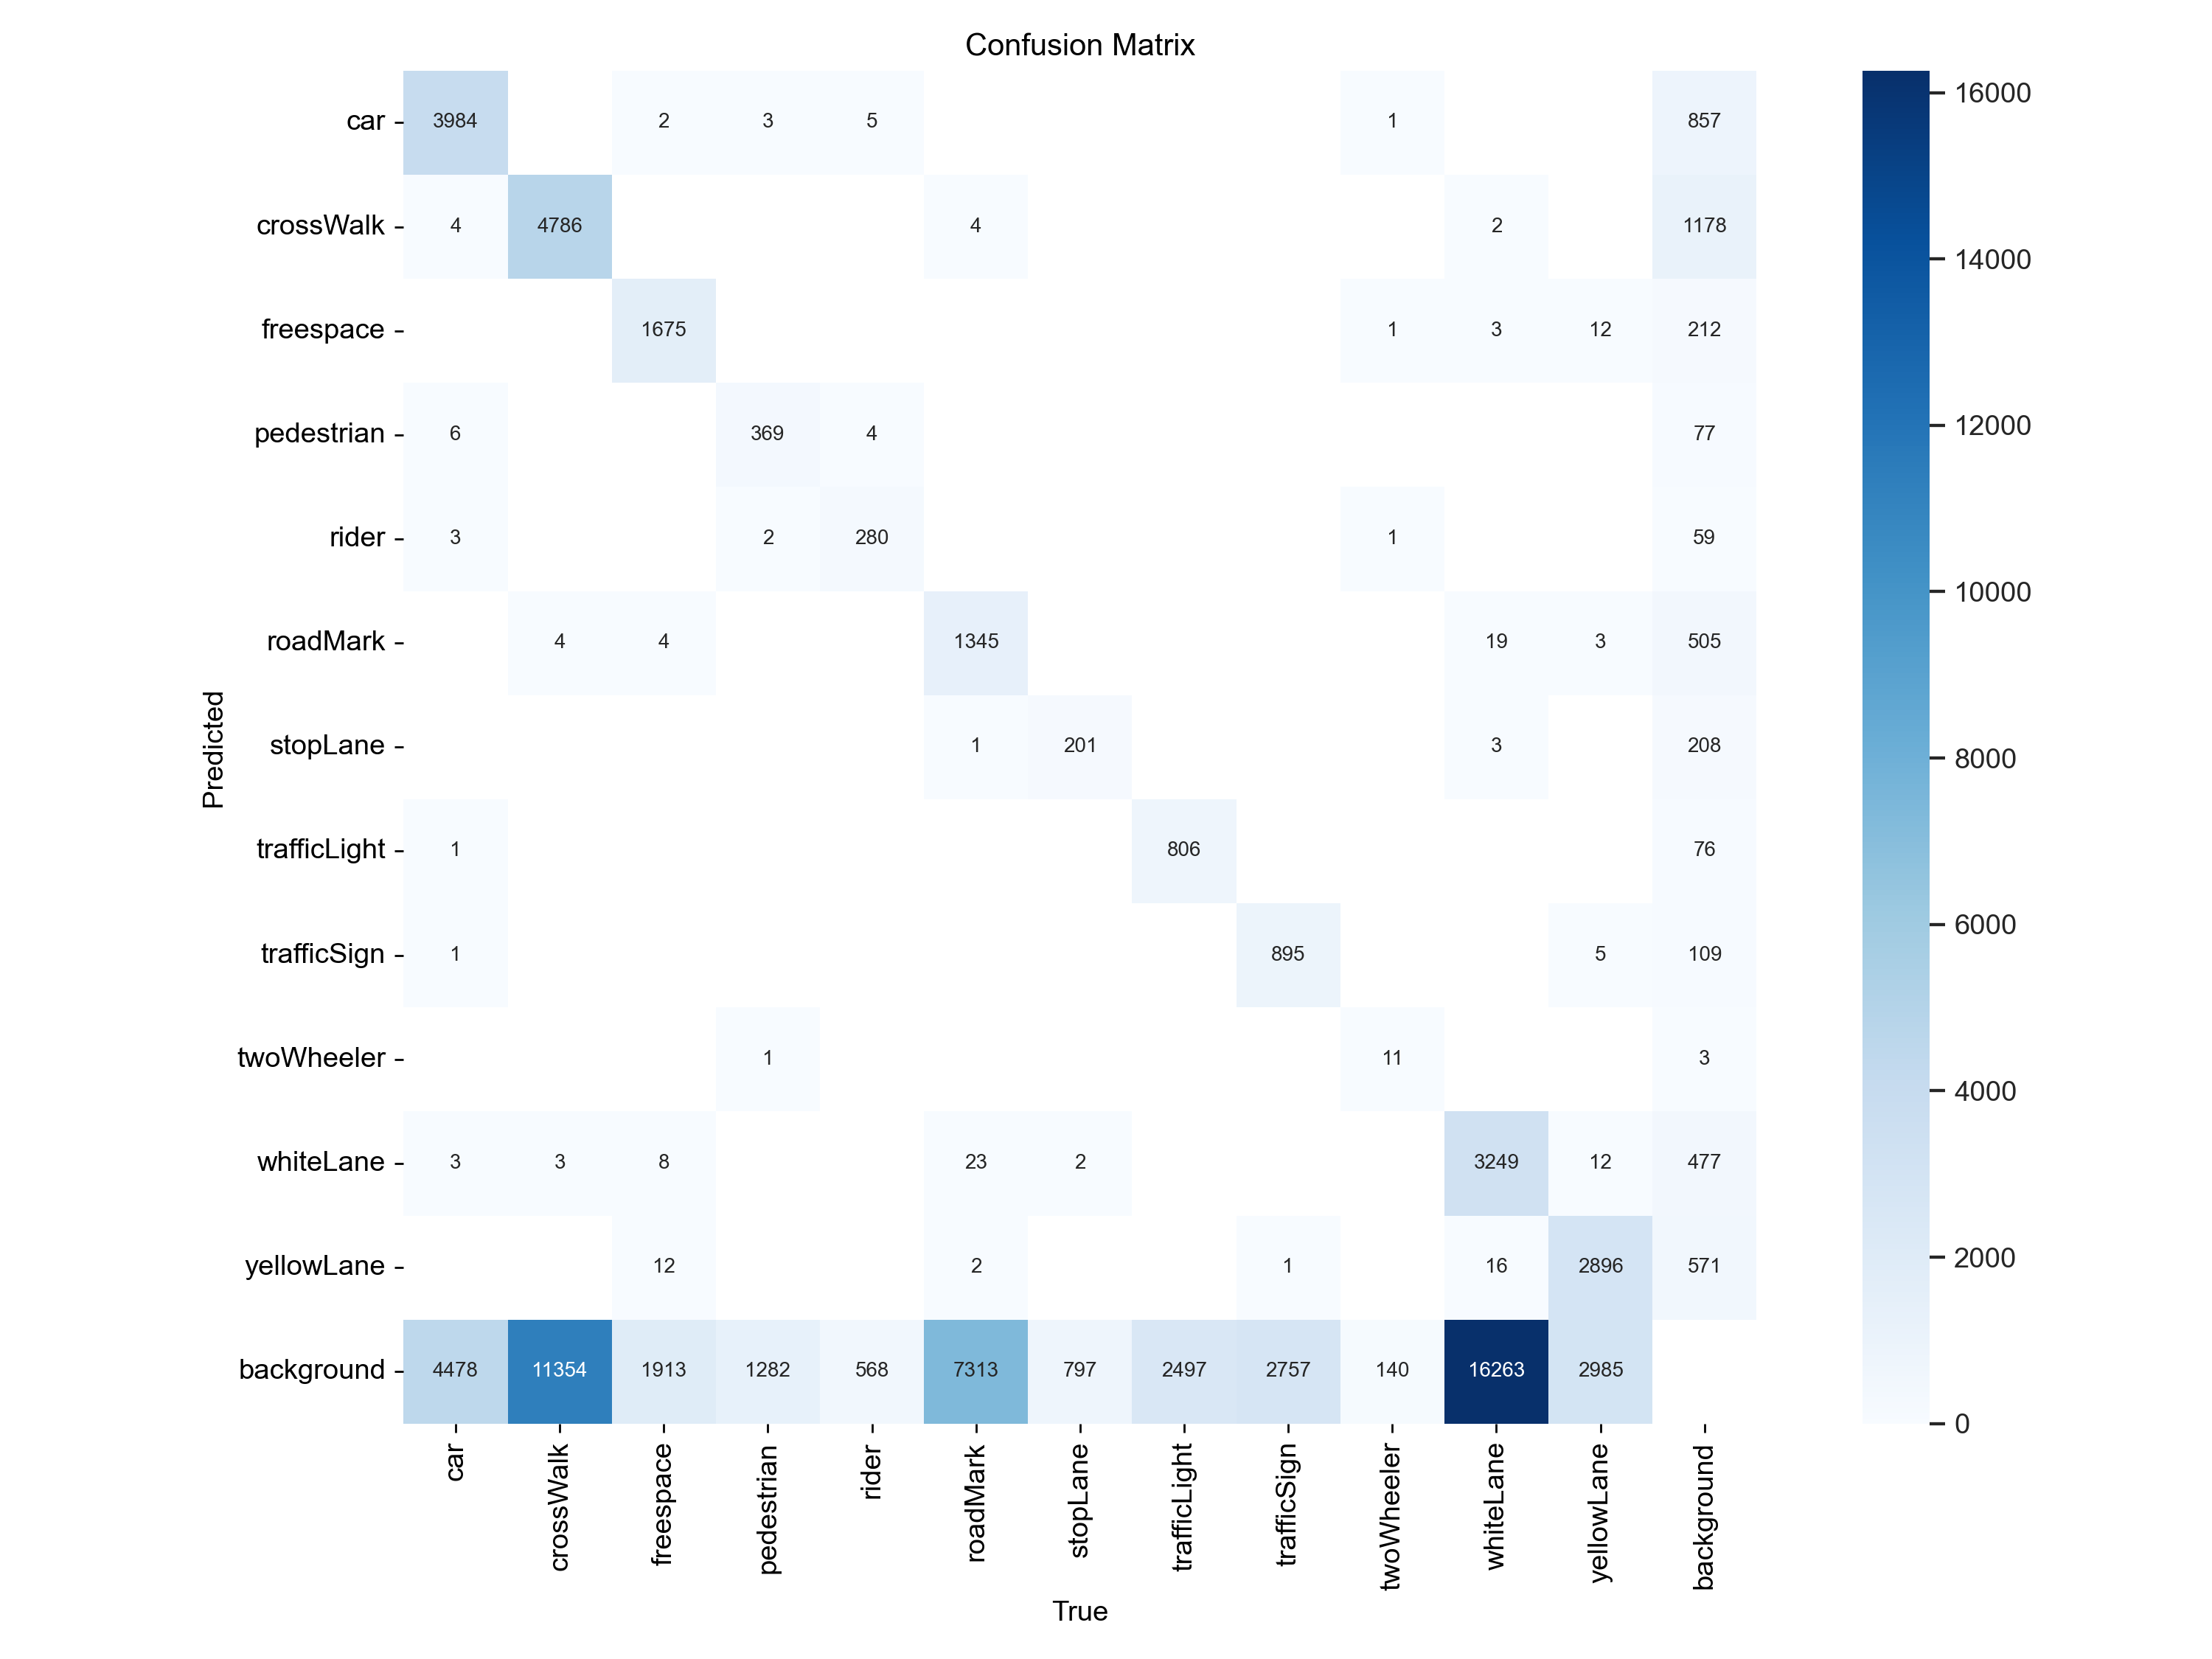 Confusion Matrix
car 3984 2 3 5 1 857
crossWalk 4 4786 4 2 1178
freespace 1675 1 3 12 212
pedestrian 6 369 4 77
rider 3 2 280 1 59
roadMark 4 4 1345 19 3 505
stopLane 1 201 3 208
trafficLight 1 806 76
trafficSign 1 895 5 109
twoWheeler 1 11 3
whiteLane 3 3 8 23 2 3249 12 477
yellowLane 12 2 1 16 2896 571
background 4478 11354 1913 1282 568 7313 797 2497 2757 140 16263 2985
Predicted
car crossWalk freespace pedestrian rider roadMark stopLane trafficLight trafficSign twoWheeler whiteLane yellowLane background
True
16000
14000
12000
10000
8000
6000
4000
2000
0